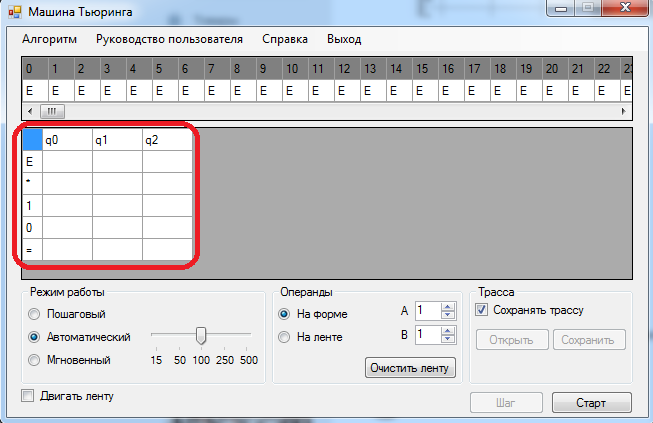 Машина Тьюринга
Алгоритм Руководство пользователя Справка Выход
0 1 2 3 4 5 6 7 8 9 10 11 12 13 14 15 16 17 18 19 20 21 22 23
E E E E E E E E E E E E E E E E E E E E E E E E
q0 q1 q2
E
*
1
0
=
Режим работы Операнды Трасса
Пошаговый На форме A 1 Сохранять трассу
Автоматический На ленте B 1 Открыть Сохранить
Мгновенный 15 50 100 250 500 Очистить ленту
Двигать ленту Шаг Старт